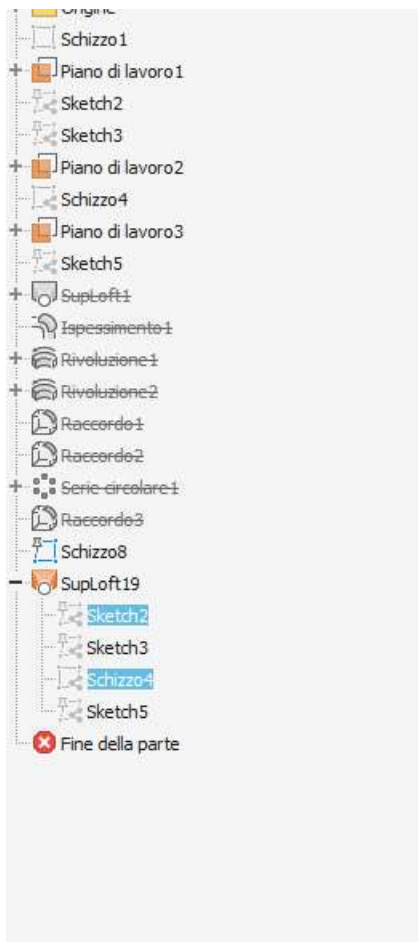 Origine
Schizzo1
Piano di lavoro1
Sketch2
Sketch3
Piano di lavoro2
Schizzo4
Piano di lavoro3
Sketch5
SupLoft1
Ispessimento1
Rivoluzione1
Rivoluzione2
Raccordo1
Raccordo2
Serie circolare1
Raccordo3
Schizzo8
SupLoft19
Sketch2
Sketch3
Schizzo4
Sketch5
Fine della parte